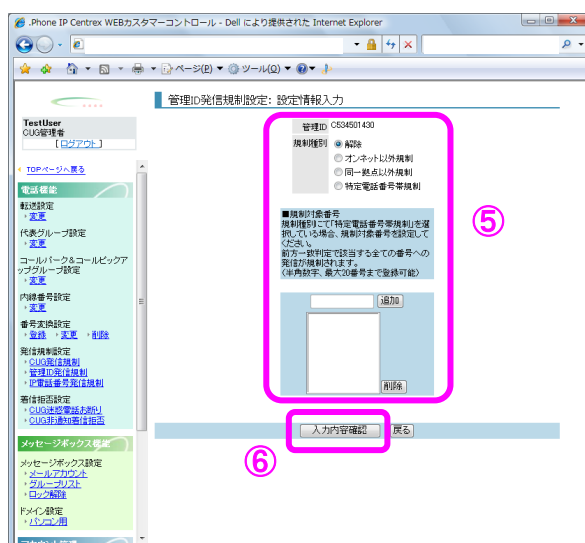 .Phone IP Centrex WEBカスタマーコントロール - Dell により提供された Internet Explorer
ページ(P) ツール(O)
TestUser
CUG管理者
[ログアウト]
TOPページへ戻る
電話機能
転送設定
変更
代表グループ設定
変更
コールパーク&コールピックア
ップグループ設定
変更
内線番号設定
変更
番号変換設定
登録 変更 削除
発信規制設定
CUG発信規制
管理ID発信規制
IP電話番号発信規制
着信拒否設定
CUG迷惑電話お断り
CUG非通知着信拒否
メッセージボックス機能
メッセージボックス設定
メールアカウント
グループリスト
ロック解除
ドメイン設定
パソコン用
アカウント管理
管理ID発信規制設定: 設定情報入力
管理ID C534501430
規制種別 解除
オンネット以外規制
同一拠点以外規制
特定電話番号帯規制
■規制対象番号
規制種別にて「特定電話番号帯規制」を選
択している場合、規制対象番号を設定して
ください。
前方一致判定で該当する全ての番号への
発信が規制されます。
(半角数字、最大20番号まで登録可能)
追加
削除
⑤
入力内容確認 戻る
⑥